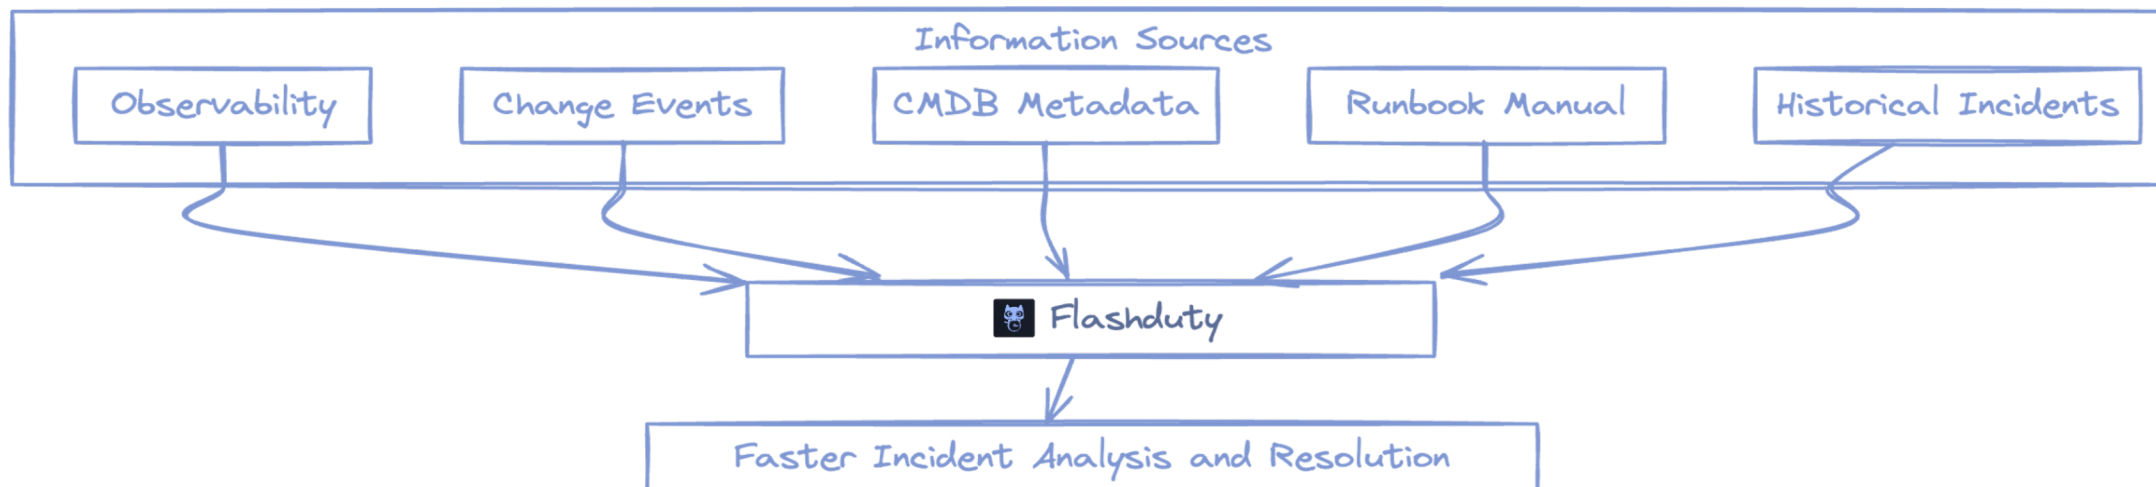 Information Sources
Observability
Change Events
CMDB Metadata
Runbook Manual
Historical Incidents
Flashduty
Faster Incident Analysis and Resolution